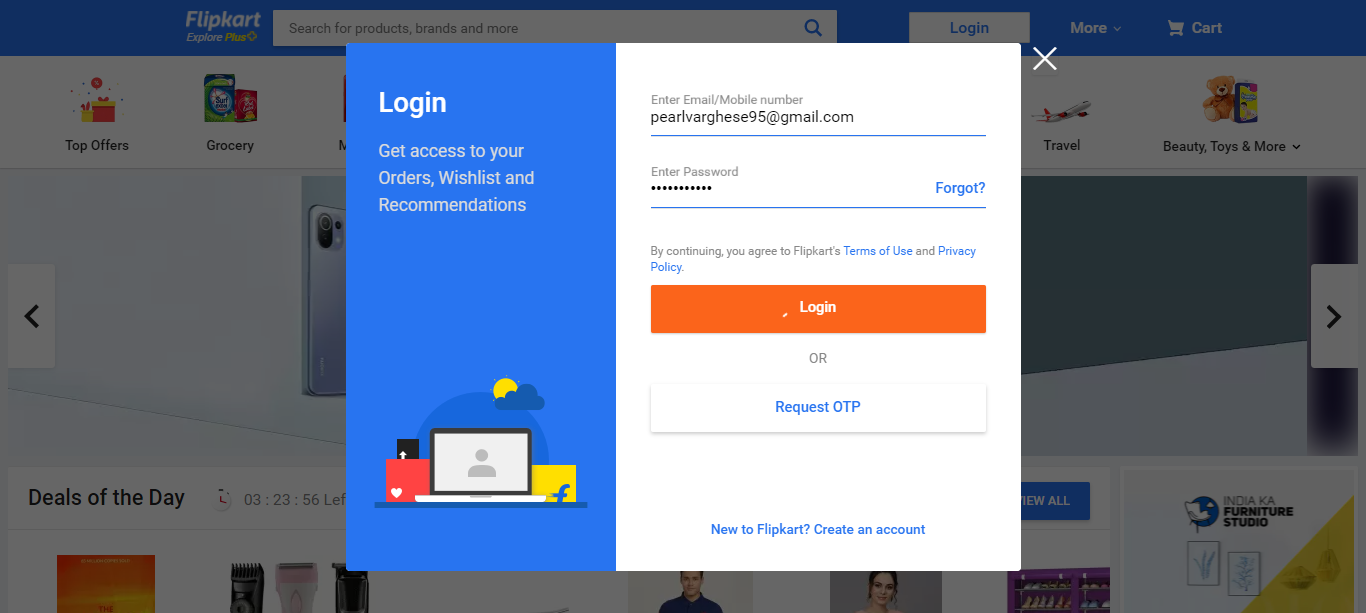 Flipkart
Explore Plus
Search for products, brands and more
Login
More
Cart
Top Offers
Grocery
Travel
Beauty, Toys & More
Login
Get access to your
Orders, Wishlist and
Recommendations
Enter Email/Mobile number
pearlvarghese95@gmail.com
Enter Password
•••••••••••
Forgot?
By continuing, you agree to Flipkart's Terms of Use and Privacy
Policy.
Login
OR
Request OTP
New to Flipkart? Create an account
Deals of the Day
03 : 23 : 56 Lef
VIEW ALL
INDIA KA
FURNITURE
STUDIO